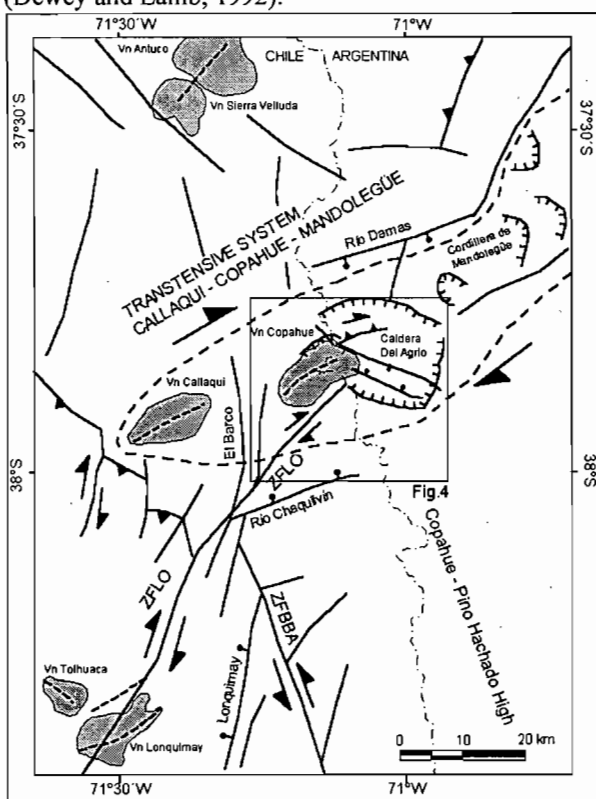 (Dewey and Lamb, 1992).
71°30'W
71°W
Vn Antuco
CHILE
ARGENTINA
Vn Sierra Velluda
37°30'S
37°30'S
TRANSTENSIVE SYSTEM
CALLAQUI - COPAHUE - MANDOLEGÜE
Río Damas
Cordillera de
Mandolegüe
Vn Copahue
Caldera
Del Agrio
Vn Callaqui
El Barco
ZFLO
38°S
38°S
Fig.4
Río Chaquilvín
Copahue - Pino Hachado High
ZFLO
ZFBBA
Lonquimay
Vn Tolhuaca
Vn Lonquimay
0
10
20 km
71°30'W
71°W